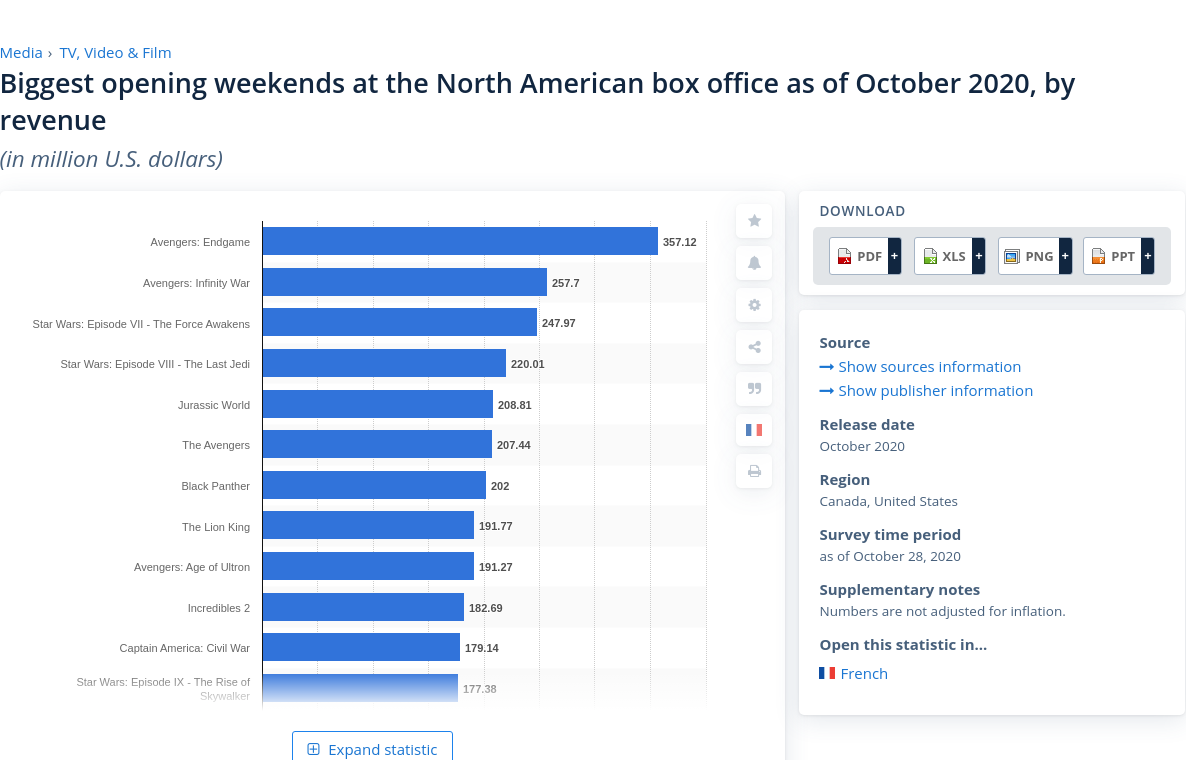 Media › TV, Video & Film
Biggest opening weekends at the North American box office as of October 2020, by
revenue
(in million U.S. dollars)
Avengers: Endgame 357.12
Avengers: Infinity War 257.7
Star Wars: Episode VII - The Force Awakens 247.97
Star Wars: Episode VIII - The Last Jedi 220.01
Jurassic World 208.81
The Avengers 207.44
Black Panther 202
The Lion King 191.77
Avengers: Age of Ultron 191.27
Incredibles 2 182.69
Captain America: Civil War 179.14
Star Wars: Episode IX - The Rise of
Skywalker 177.38
Expand statistic
DOWNLOAD
PDF + XLS + PNG + PPT +
Source
Show sources information
Show publisher information
Release date
October 2020
Region
Canada, United States
Survey time period
as of October 28, 2020
Supplementary notes
Numbers are not adjusted for inflation.
Open this statistic in...
French